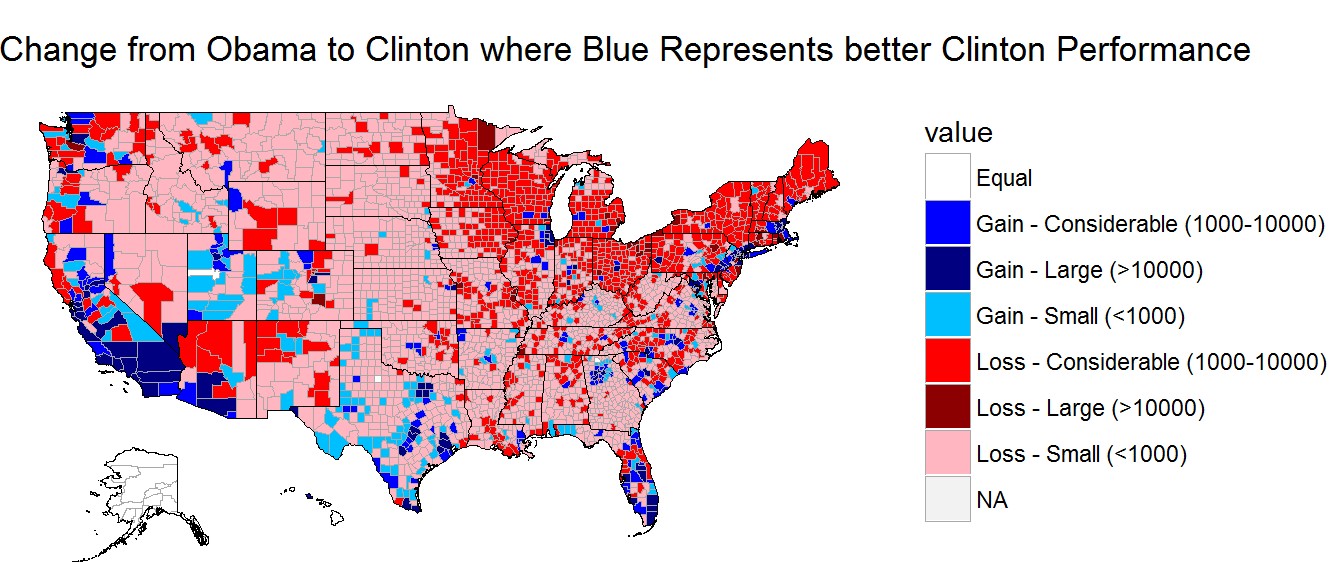 Change from Obama to Clinton where Blue Represents better Clinton Performance
value
Equal
Gain - Considerable (1000-10000)
Gain - Large (>10000)
Gain - Small (<1000)
Loss - Considerable (1000-10000)
Loss - Large (>10000)
Loss - Small (<1000)
NA